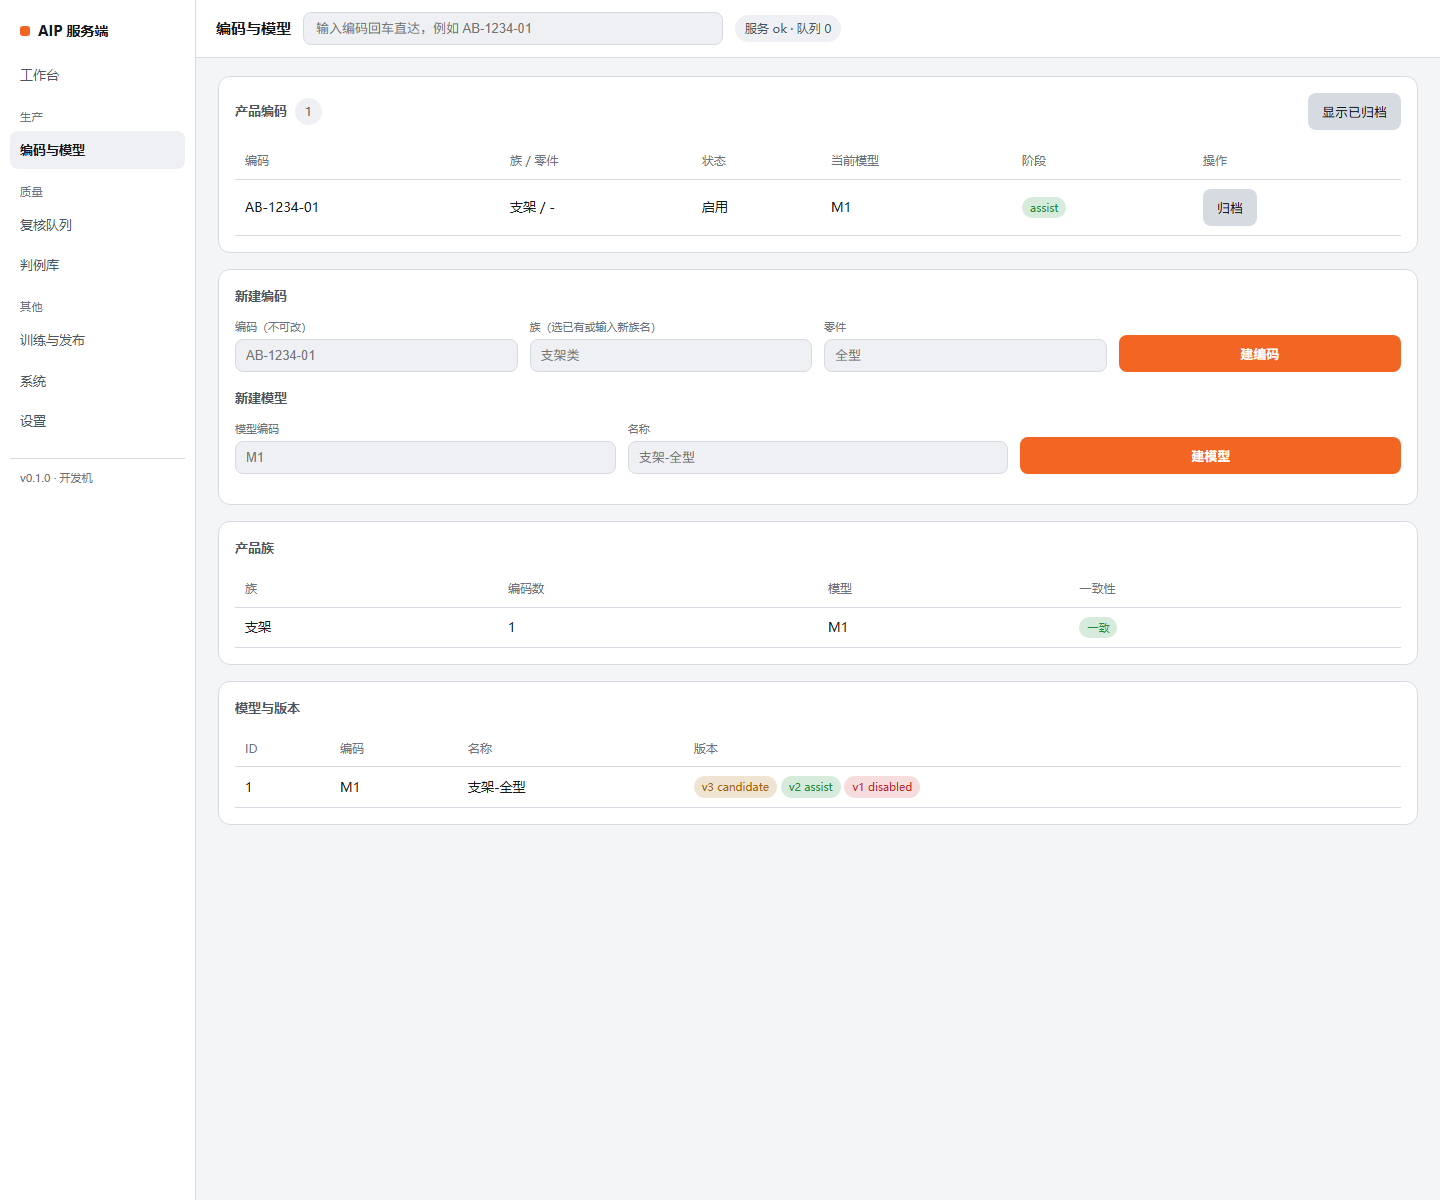 AIP 服务端
工作台
生产
编码与模型
质量
复核队列
判例库
其他
训练与发布
系统
设置
v0.1.0 · 开发机
编码与模型
输入编码回车直达，例如 AB-1234-01
服务 ok · 队列 0
产品编码 1
显示已归档
编码 族 / 零件 状态 当前模型 阶段 操作
AB-1234-01 支架 / - 启用 M1 assist 归档
新建编码
编码（不可改） 族（选已有或输入新族名） 零件
AB-1234-01 支架类 全型 建编码
新建模型
模型编码 名称
M1 支架-全型 建模型
产品族
族 编码数 模型 一致性
支架 1 M1 一致
模型与版本
ID 编码 名称 版本
1 M1 支架-全型 v3 candidate v2 assist v1 disabled